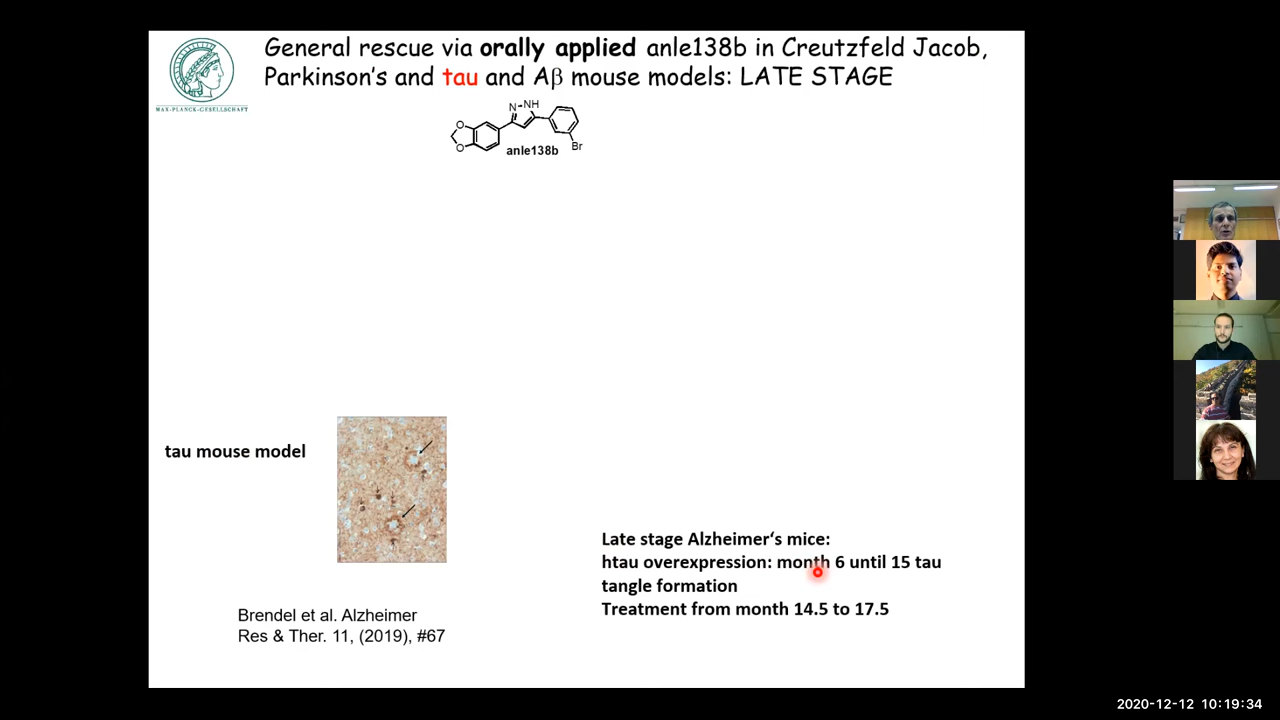 General rescue via orally applied anle138b in Creutzfeld Jacob,
Parkinson's and tau and Aβ mouse models: LATE STAGE
MAX-PLANCK-GESELLSCHAFT
N
NH
O
O
Br
anle138b
tau mouse model
Late stage Alzheimer‘s mice:
htau overexpression: month 6 until 15 tau
tangle formation
Treatment from month 14.5 to 17.5
Brendel et al. Alzheimer
Res & Ther. 11, (2019), #67
2020-12-12 10:19:34